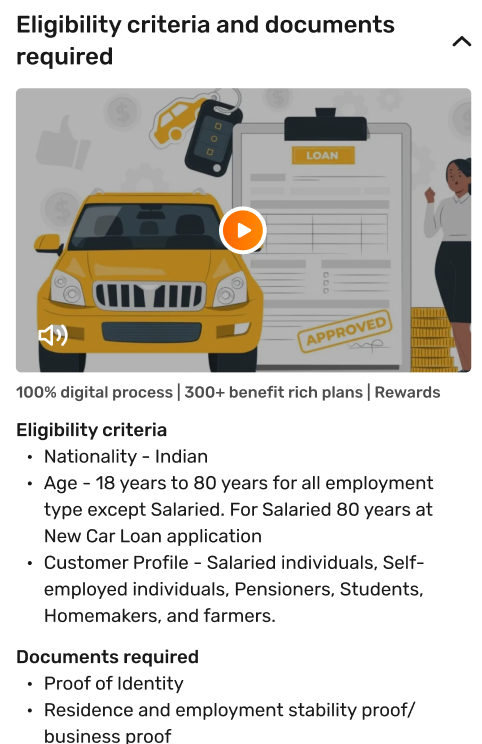 Eligibility criteria and documents
required
LOAN
APPROVED
100% digital process | 300+ benefit rich plans | Rewards
Eligibility criteria
• Nationality - Indian
• Age - 18 years to 80 years for all employment
type except Salaried. For Salaried 80 years at
New Car Loan application
• Customer Profile - Salaried individuals, Self-
employed individuals, Pensioners, Students,
Homemakers, and farmers.
Documents required
• Proof of Identity
• Residence and employment stability proof/
business proof